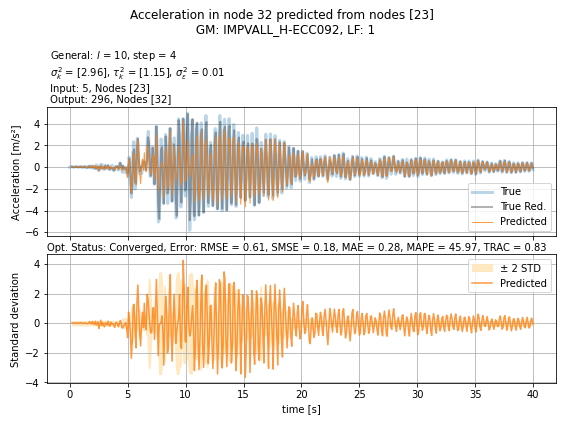 Acceleration in node 32 predicted from nodes [23]
GM: IMPVALL_H-ECC092, LF: 1
General: l = 10, step = 4
σ²ₖ = [2.96], τ²ₖ = [1.15], σ²ε = 0.01
Input: 5, Nodes [23]
Output: 296, Nodes [32]
Acceleration [m/s²]
4
2
0
−2
−4
−6
True
True Red.
Predicted
Opt. Status: Converged, Error: RMSE = 0.61, SMSE = 0.18, MAE = 0.28, MAPE = 45.97, TRAC = 0.83
Standard deviation
4
2
0
−2
−4
± 2 STD
Predicted
0 5 10 15 20 25 30 35 40
time [s]